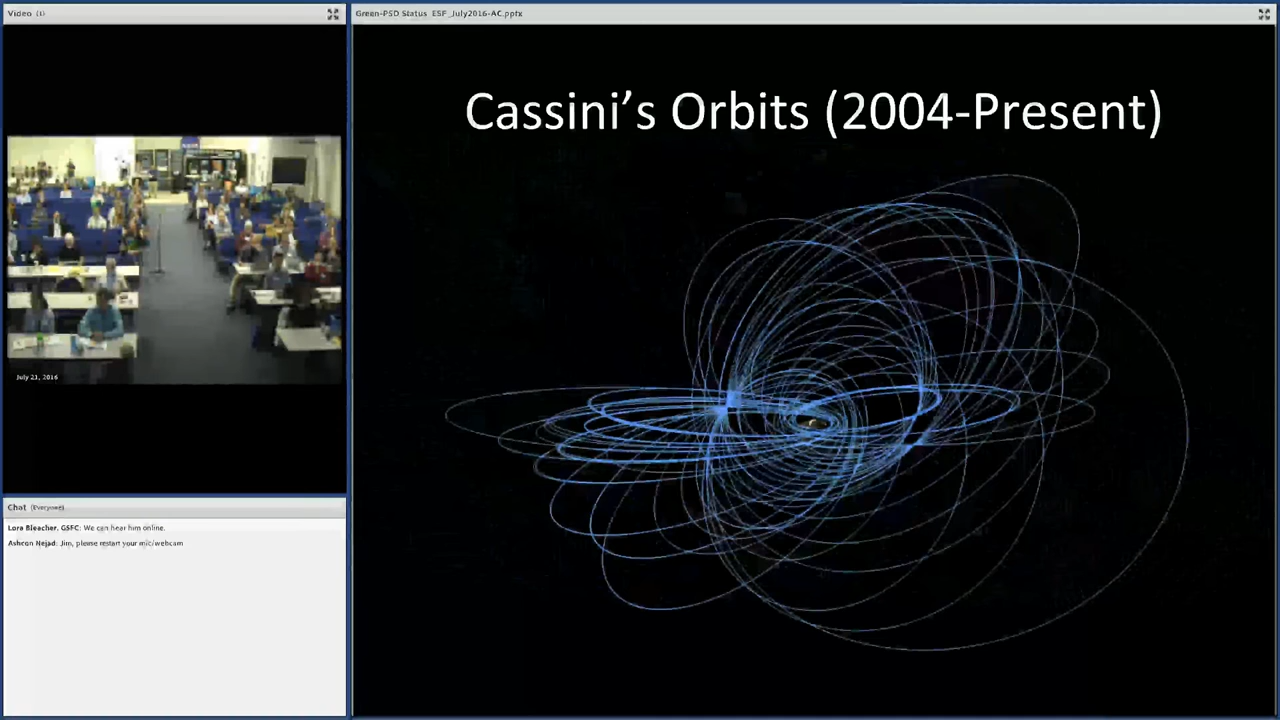 Video (1)
Green-PSD Status_ESF_July2016-AC.pptx
Cassini’s Orbits (2004-Present)
July 21, 2016
Chat (Everyone)
Lora Bleacher, GSFC: We can hear him online.
Ashcon Nejad: Jim, please restart your mic/webcam